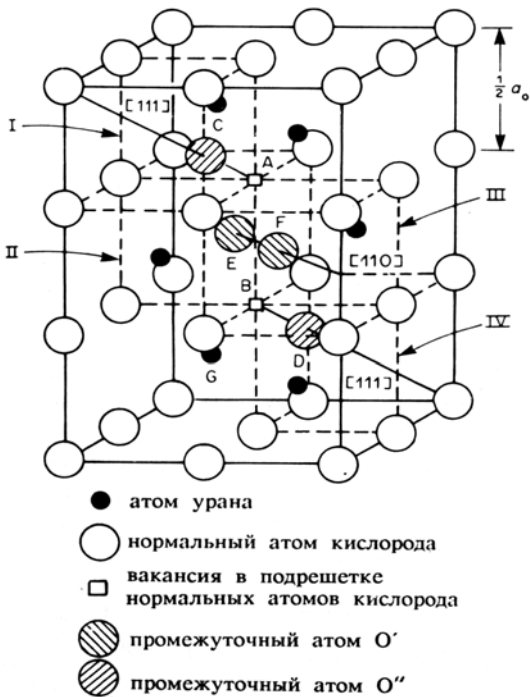 ½ aₒ
[111]
C
I
A
III
F
II
E
[110]
B
IV
D
G
[111]
атом урана
нормальный атом кислорода
вакансия в подрешетке
нормальных атомов кислорода
промежуточный атом O′
промежуточный атом O″